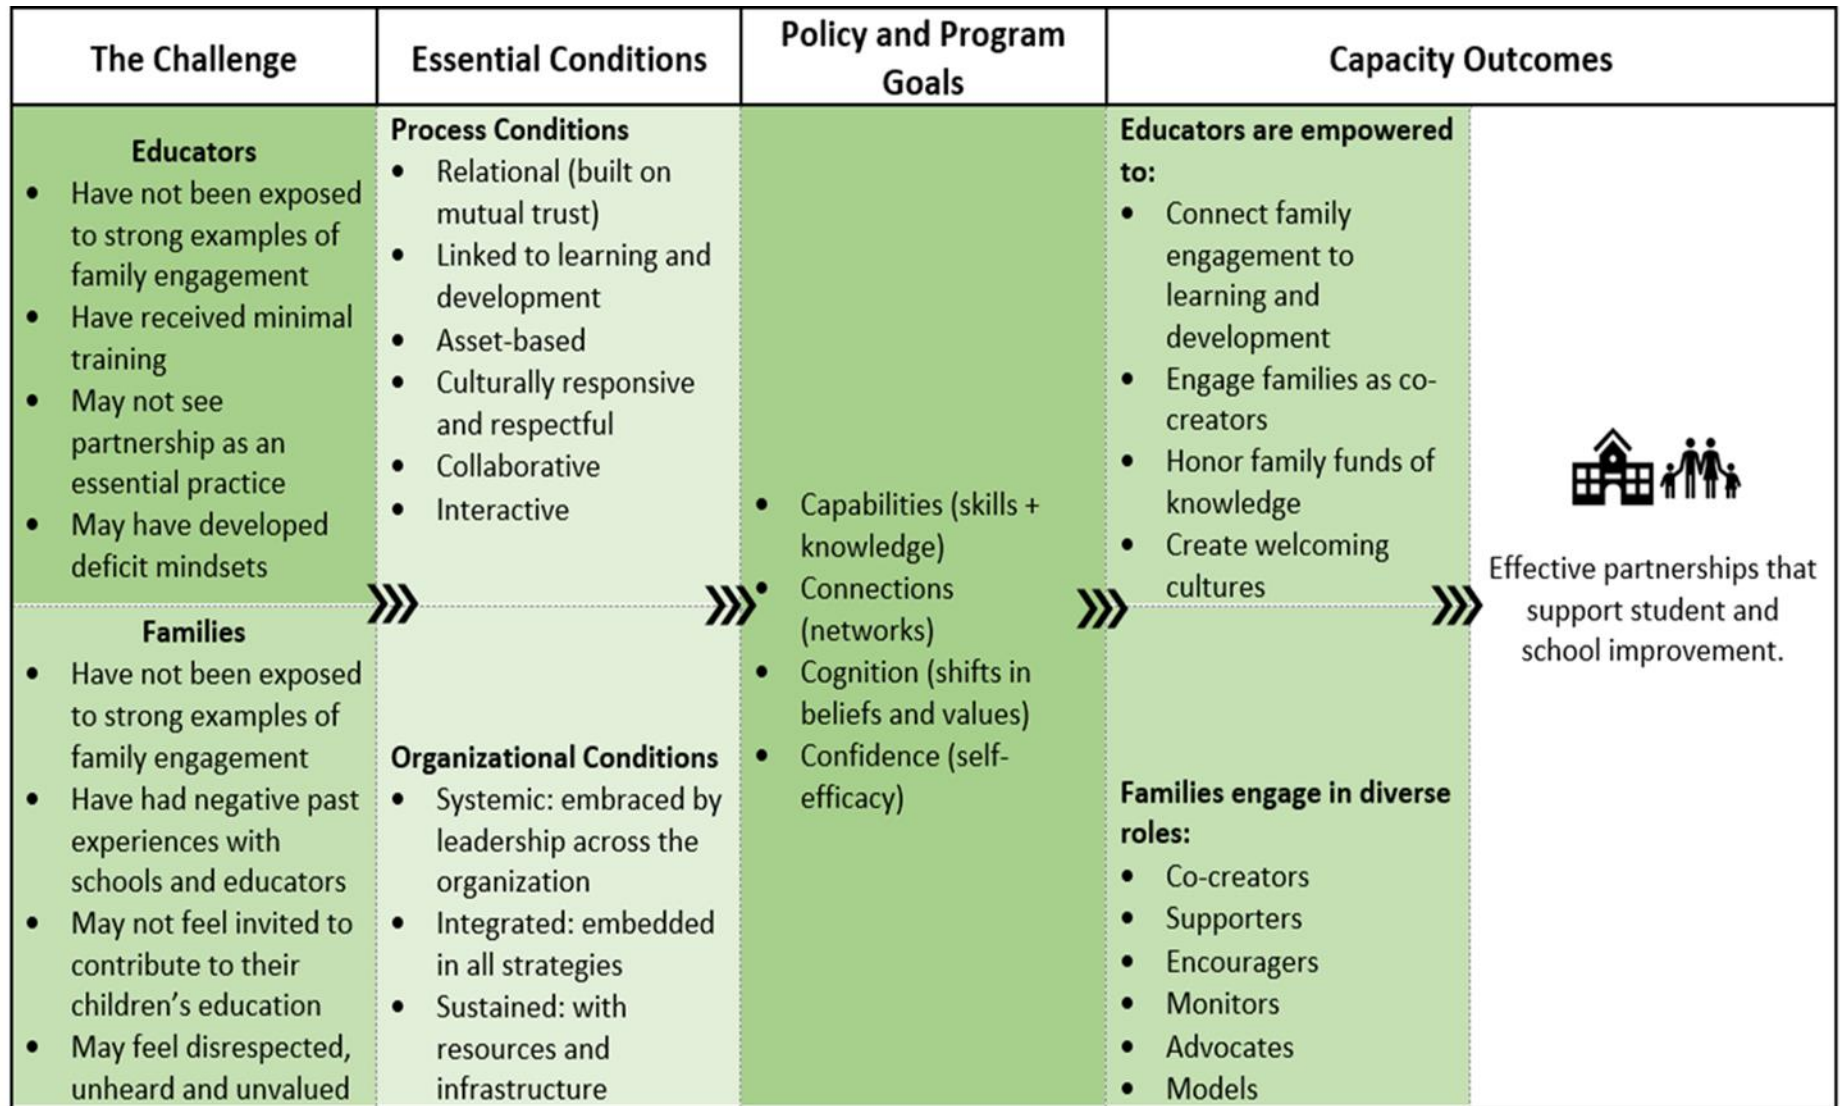 The Challenge
Essential Conditions
Policy and Program
Goals
Capacity Outcomes
Educators
• Have not been exposed
to strong examples of
family engagement
• Have received minimal
training
• May not see
partnership as an
essential practice
• May have developed
deficit mindsets
Families
• Have not been exposed
to strong examples of
family engagement
• Have had negative past
experiences with
schools and educators
• May not feel invited to
contribute to their
children’s education
• May feel disrespected,
unheard and unvalued
Process Conditions
• Relational (built on
mutual trust)
• Linked to learning and
development
• Asset-based
• Culturally responsive
and respectful
• Collaborative
• Interactive
Organizational Conditions
• Systemic: embraced by
leadership across the
organization
• Integrated: embedded
in all strategies
• Sustained: with
resources and
infrastructure
• Capabilities (skills +
knowledge)
• Connections
(networks)
• Cognition (shifts in
beliefs and values)
• Confidence (self-
efficacy)
Educators are empowered
to:
• Connect family
engagement to
learning and
development
• Engage families as co-
creators
• Honor family funds of
knowledge
• Create welcoming
cultures
Families engage in diverse
roles:
• Co-creators
• Supporters
• Encouragers
• Monitors
• Advocates
• Models
Effective partnerships that
support student and
school improvement.